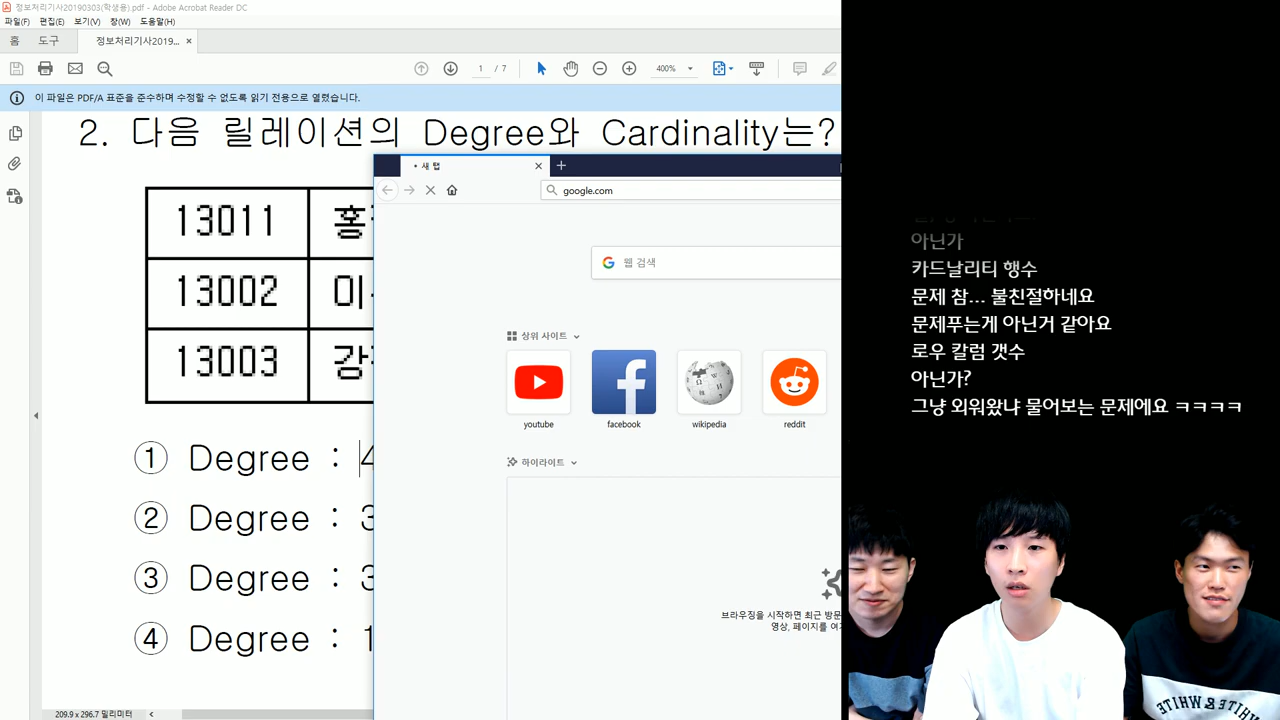 정보처리기사20190303(학생용).pdf - Adobe Acrobat Reader DC
파일(F) 편집(E) 보기(V) 창(W) 도움말(H)
홈 도구 정보처리기사2019... ×
1 / 7 400%
이 파일은 PDF/A 표준을 준수하며 수정할 수 없도록 읽기 전용으로 열렸습니다.
2. 다음 릴레이션의 Degree와 Cardinality는?
13011 홍
13002 이
13003 강
① Degree : 4
② Degree : 3
③ Degree : 3
④ Degree : 1
209.9 x 296.7 밀리미터
• 새 탭
google.com
웹 검색
상위 사이트
youtube facebook wikipedia reddit
하이라이트
브라우징을 시작하면 최근 방문
영상, 페이지를 여
아닌가
카드날리티 행수
문제 참... 불친절하네요
문제푸는게 아닌거 같아요
로우 칼럼 갯수
아닌가?
그냥 외워왔냐 물어보는 문제에요 ㅋㅋㅋㅋ